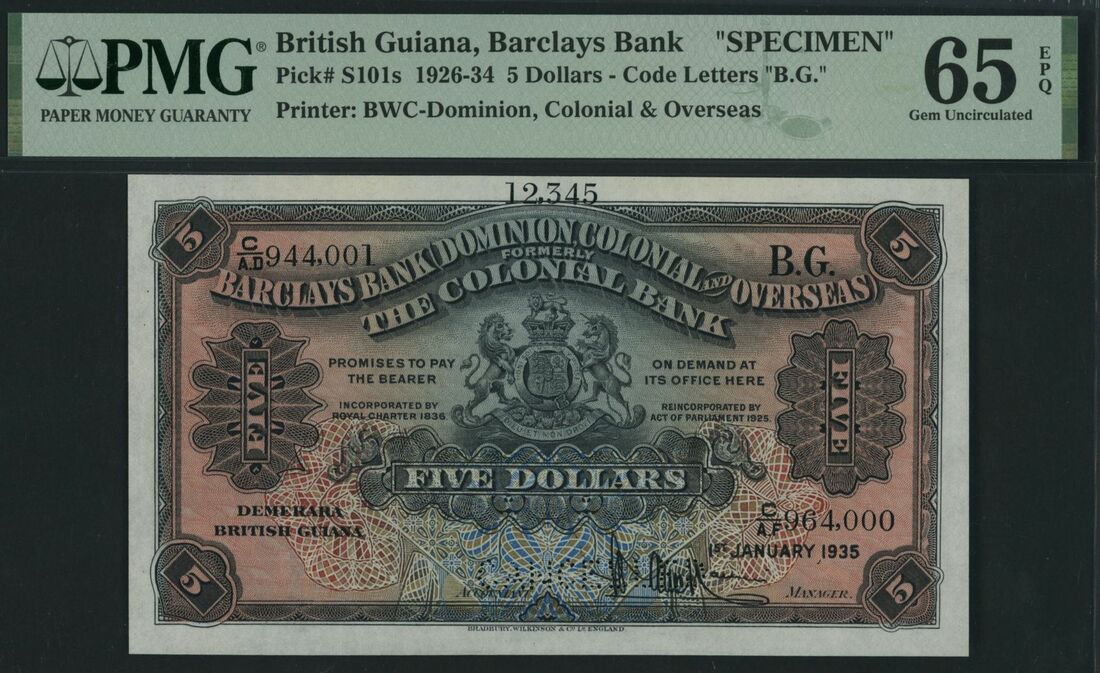 PMG®
PAPER MONEY GUARANTY
British Guiana, Barclays Bank "SPECIMEN"
Pick# S101s 1926-34 5 Dollars - Code Letters "B.G."
Printer: BWC-Dominion, Colonial & Overseas
65 EPQ
Gem Uncirculated
12,345
5
5
C/A.D 944,001
B.G.
BARCLAYS BANK (DOMINION COLONIAL AND OVERSEAS)
FORMERLY
THE COLONIAL BANK
PROMISES TO PAY
THE BEARER
ON DEMAND AT
ITS OFFICE HERE
INCORPORATED BY
ROYAL CHARTER 1836
REINCORPORATED BY
ACT OF PARLIAMENT 1925
FIVE
FIVE
FIVE DOLLARS
DEMERARA
BRITISH GUIANA
C/A.F 964,000
1ST JANUARY 1935
ACCOUNTANT
MANAGER.
5
5
BRADBURY, WILKINSON & Co Ld ENGLAND.